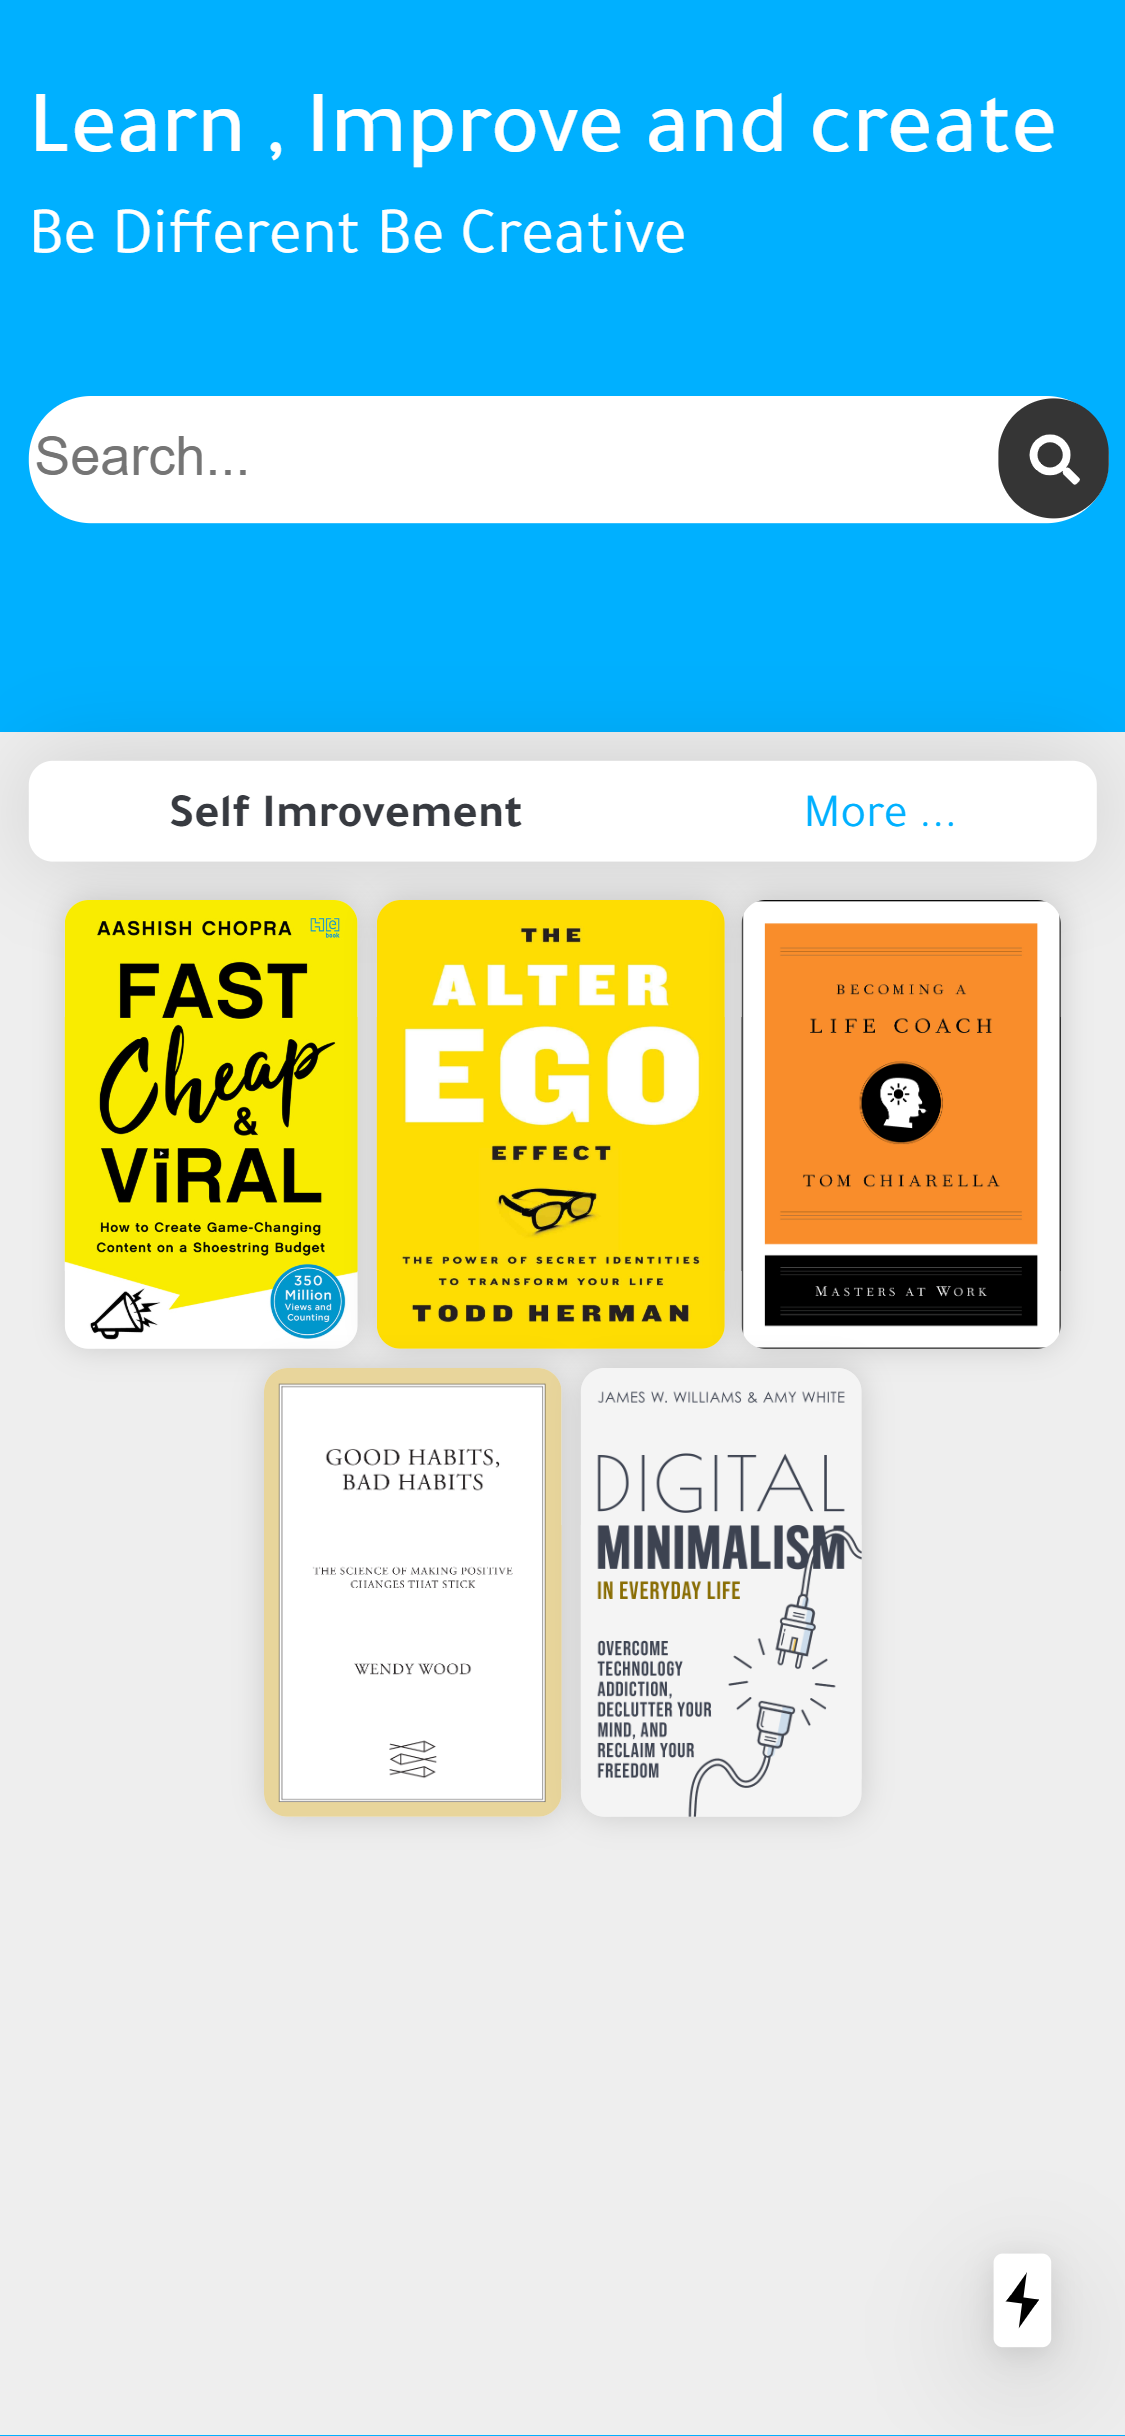 Learn , Improve and create
Be Different Be Creative
Search...
Self Imrovement
More ...
AASHISH CHOPRA
book
FAST
Cheap
&
ViRAL
How to Create Game-Changing
Content on a Shoestring Budget
350
Million
Views and
Counting
THE
ALTER
EGO
EFFECT
THE POWER OF SECRET IDENTITIES
TO TRANSFORM YOUR LIFE
TODD HERMAN
BECOMING A
LIFE COACH
TOM CHIARELLA
MASTERS AT WORK
GOOD HABITS,
BAD HABITS
THE SCIENCE OF MAKING POSITIVE
CHANGES THAT STICK
WENDY WOOD
JAMES W. WILLIAMS & AMY WHITE
DIGITAL
MINIMALISM
IN EVERYDAY LIFE
OVERCOME
TECHNOLOGY
ADDICTION,
DECLUTTER YOUR
MIND, AND
RECLAIM YOUR
FREEDOM